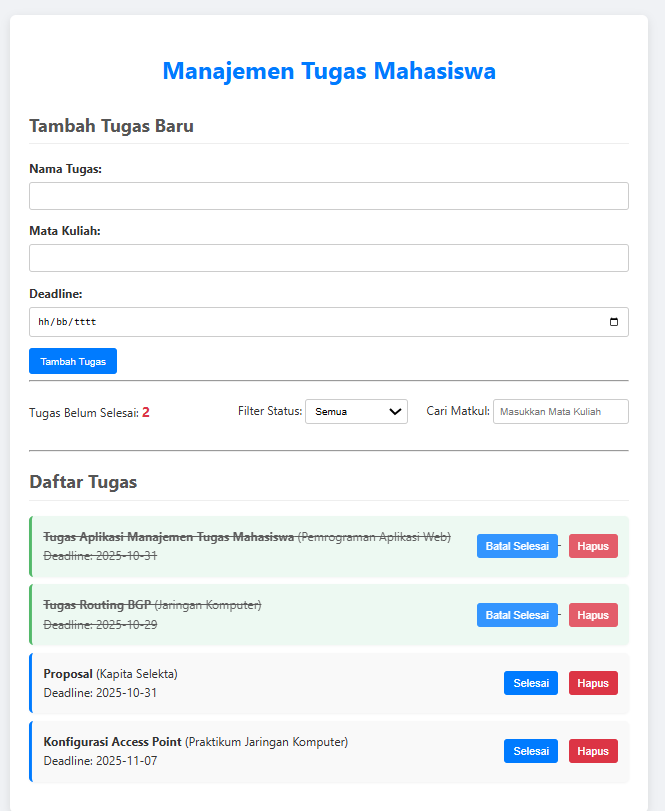 Manajemen Tugas Mahasiswa
Tambah Tugas Baru
Nama Tugas:
Mata Kuliah:
Deadline:
hh/bb/tttt
Tambah Tugas
Tugas Belum Selesai: 2 Filter Status: Semua Cari Matkul: Masukkan Mata Kuliah
Daftar Tugas
Tugas Aplikasi Manajemen Tugas Mahasiswa (Pemrograman Aplikasi Web)
Deadline: 2025-10-31
Batal Selesai Hapus
Tugas Routing BGP (Jaringan Komputer)
Deadline: 2025-10-29
Batal Selesai Hapus
Proposal (Kapita Selekta)
Deadline: 2025-10-31
Selesai Hapus
Konfigurasi Access Point (Praktikum Jaringan Komputer)
Deadline: 2025-11-07
Selesai Hapus